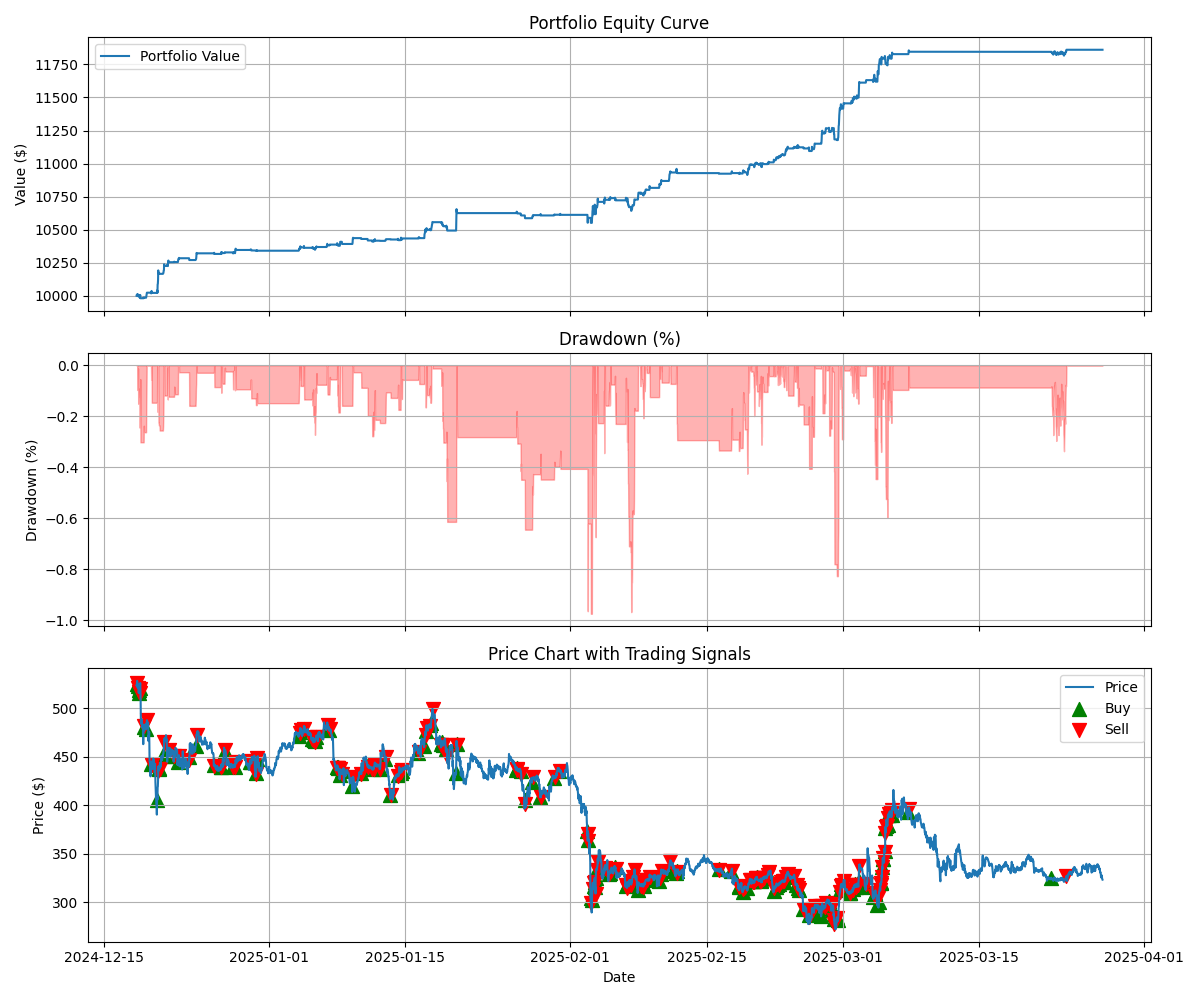 Portfolio Equity Curve
Portfolio Value
11750
11500
11250
11000
10750
10500
10250
10000
Value ($)
Drawdown (%)
0.0
−0.2
−0.4
−0.6
−0.8
−1.0
Drawdown (%)
Price Chart with Trading Signals
Price
Buy
Sell
500
450
400
350
300
Price ($)
2024-12-15 2025-01-01 2025-01-15 2025-02-01 2025-02-15 2025-03-01 2025-03-15 2025-04-01
Date